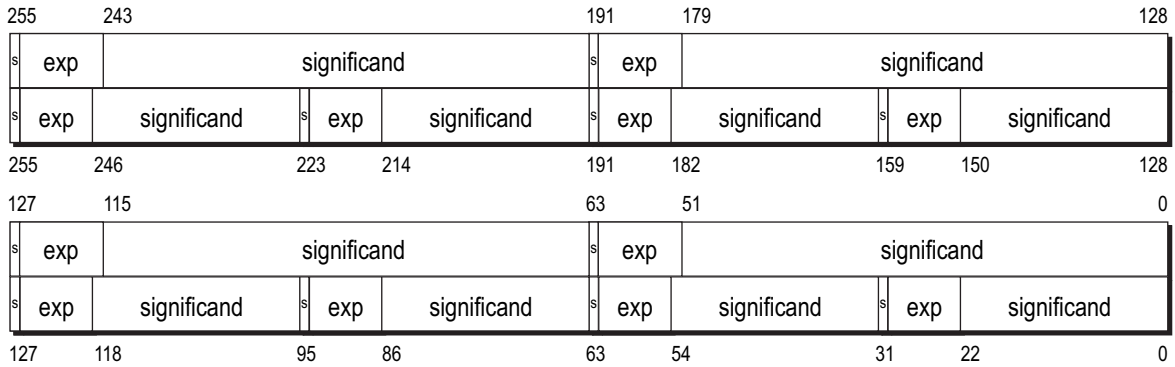 255 243 191 179 128
s exp significand s exp significand
s exp significand s exp significand s exp significand s exp significand
255 246 223 214 191 182 159 150 128
127 115 63 51 0
s exp significand s exp significand
s exp significand s exp significand s exp significand s exp significand
127 118 95 86 63 54 31 22 0